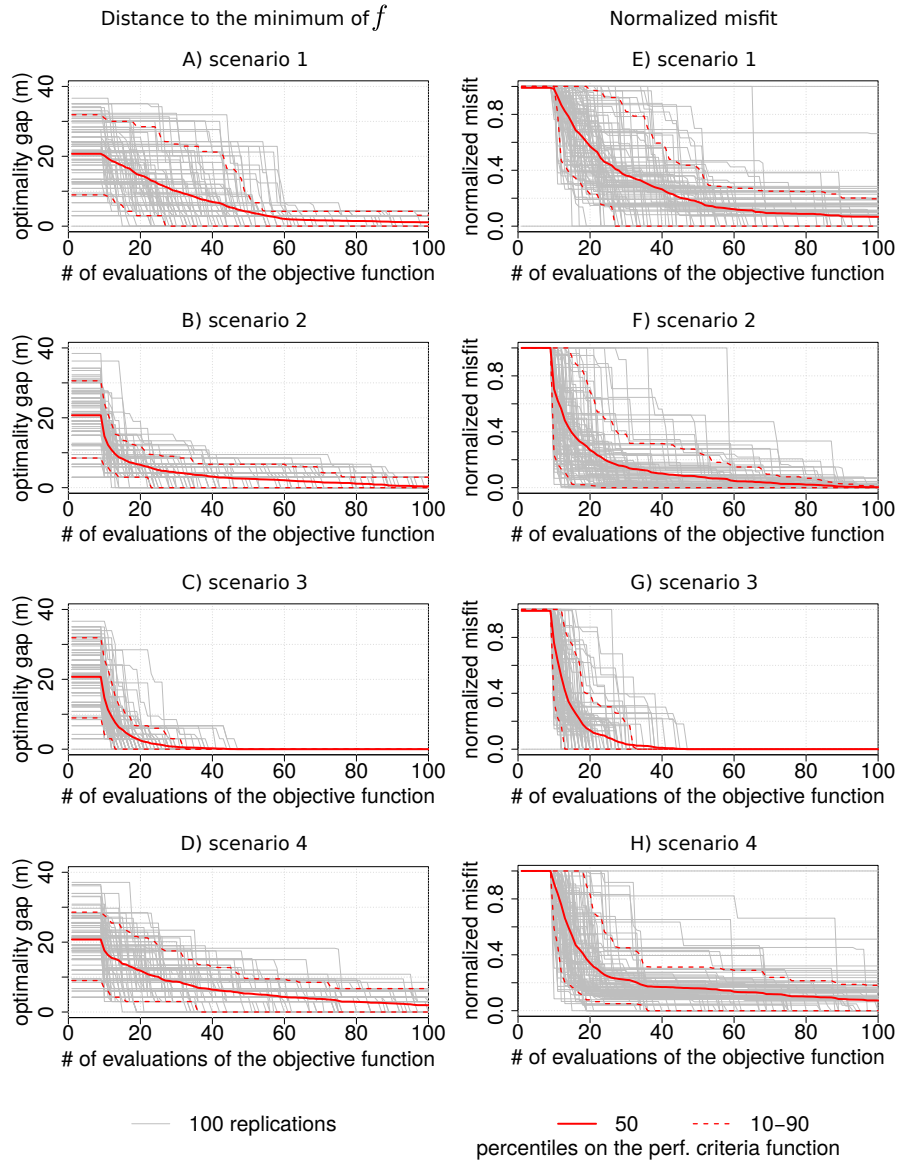 Distance to the minimum of f
Normalized misfit
A) scenario 1
optimality gap (m)
0 20 40
0 20 40 60 80 100
# of evaluations of the objective function
E) scenario 1
normalized misfit
0.0 0.4 0.8
0 20 40 60 80 100
# of evaluations of the objective function
B) scenario 2
optimality gap (m)
0 20 40
0 20 40 60 80 100
# of evaluations of the objective function
F) scenario 2
normalized misfit
0.0 0.4 0.8
0 20 40 60 80 100
# of evaluations of the objective function
C) scenario 3
optimality gap (m)
0 20 40
0 20 40 60 80 100
# of evaluations of the objective function
G) scenario 3
normalized misfit
0.0 0.4 0.8
0 20 40 60 80 100
# of evaluations of the objective function
D) scenario 4
optimality gap (m)
0 20 40
0 20 40 60 80 100
# of evaluations of the objective function
H) scenario 4
normalized misfit
0.0 0.4 0.8
0 20 40 60 80 100
# of evaluations of the objective function
100 replications
50 10−90
percentiles on the perf. criteria function